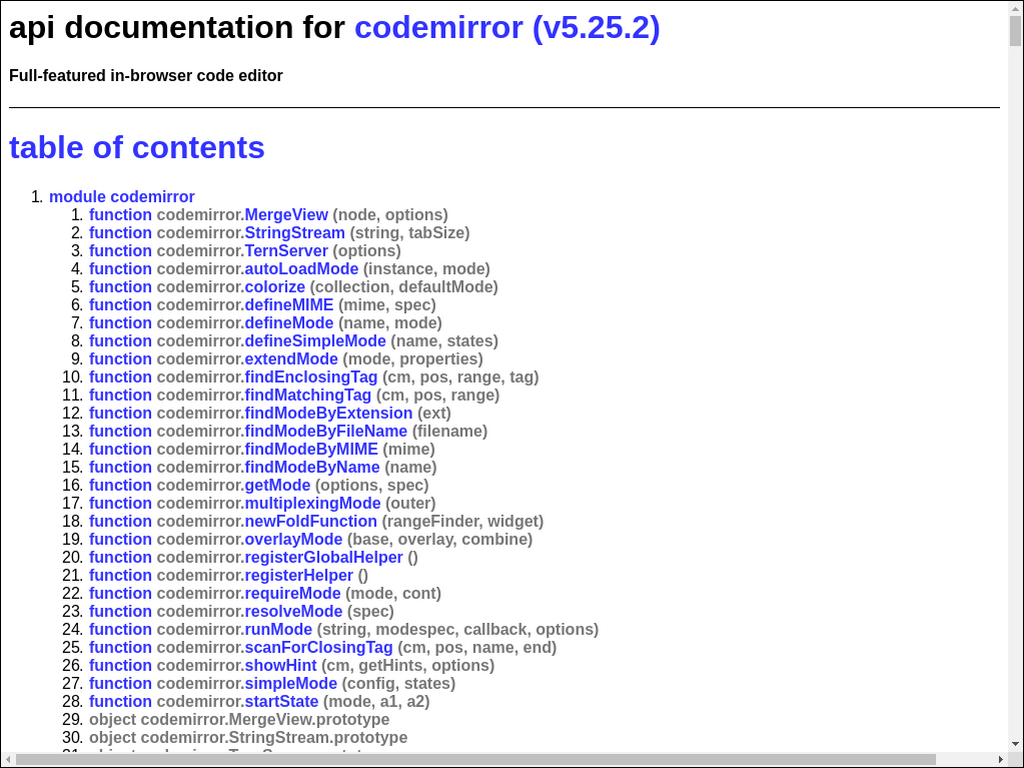 api documentation for codemirror (v5.25.2)
Full-featured in-browser code editor
table of contents
1. module codemirror
1. function codemirror.MergeView (node, options)
2. function codemirror.StringStream (string, tabSize)
3. function codemirror.TernServer (options)
4. function codemirror.autoLoadMode (instance, mode)
5. function codemirror.colorize (collection, defaultMode)
6. function codemirror.defineMIME (mime, spec)
7. function codemirror.defineMode (name, mode)
8. function codemirror.defineSimpleMode (name, states)
9. function codemirror.extendMode (mode, properties)
10. function codemirror.findEnclosingTag (cm, pos, range, tag)
11. function codemirror.findMatchingTag (cm, pos, range)
12. function codemirror.findModeByExtension (ext)
13. function codemirror.findModeByFileName (filename)
14. function codemirror.findModeByMIME (mime)
15. function codemirror.findModeByName (name)
16. function codemirror.getMode (options, spec)
17. function codemirror.multiplexingMode (outer)
18. function codemirror.newFoldFunction (rangeFinder, widget)
19. function codemirror.overlayMode (base, overlay, combine)
20. function codemirror.registerGlobalHelper ()
21. function codemirror.registerHelper ()
22. function codemirror.requireMode (mode, cont)
23. function codemirror.resolveMode (spec)
24. function codemirror.runMode (string, modespec, callback, options)
25. function codemirror.scanForClosingTag (cm, pos, name, end)
26. function codemirror.showHint (cm, getHints, options)
27. function codemirror.simpleMode (config, states)
28. function codemirror.startState (mode, a1, a2)
29. object codemirror.MergeView.prototype
30. object codemirror.StringStream.prototype